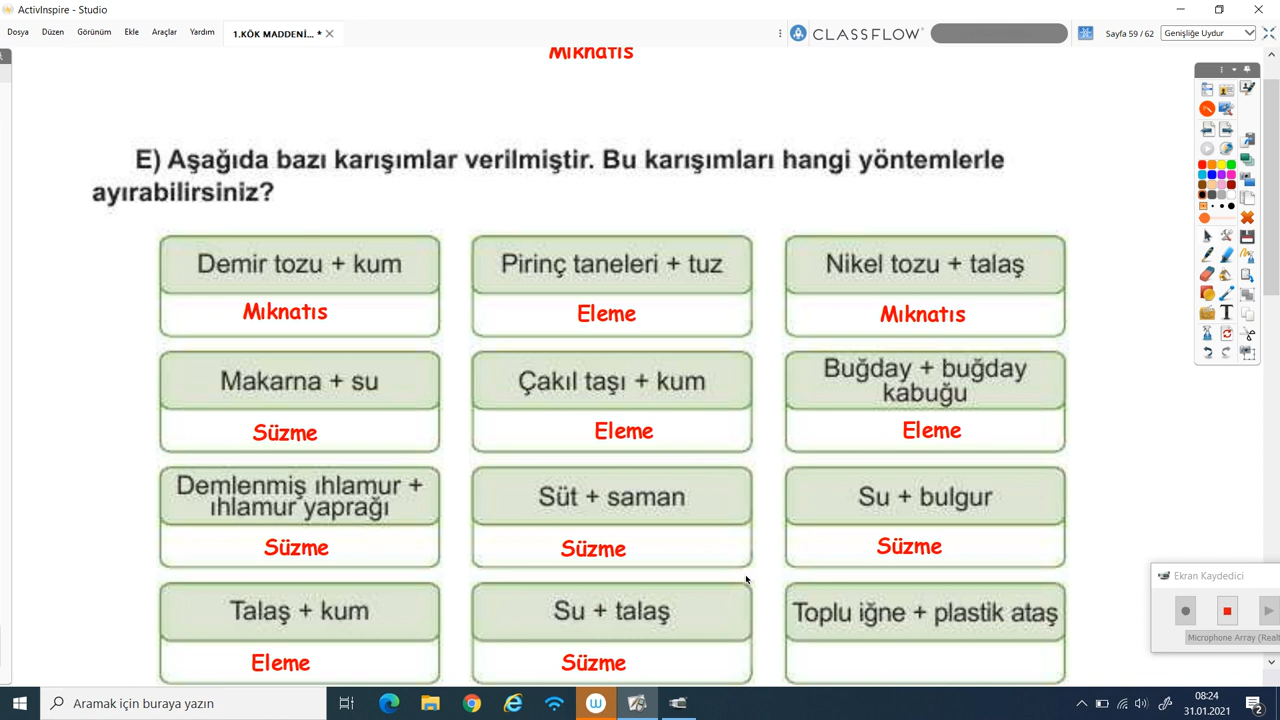 ActivInspire - Studio
Dosya Düzen Görünüm Ekle Araçlar Yardım 1.KÖK MADDENİ... * CLASSFLOW Sayfa 59 / 62 Genişliğe Uydur
Mıknatıs
E) Aşağıda bazı karışımlar verilmiştir. Bu karışımları hangi yöntemlerle
ayırabilirsiniz?
Demir tozu + kum
Mıknatıs
Pirinç taneleri + tuz
Eleme
Nikel tozu + talaş
Mıknatıs
Makarna + su
Süzme
Çakıl taşı + kum
Eleme
Buğday + buğday
kabuğu
Eleme
Demlenmiş ıhlamur +
ıhlamur yaprağı
Süzme
Süt + saman
Süzme
Su + bulgur
Süzme
Talaş + kum
Eleme
Su + talaş
Süzme
Toplu iğne + plastik ataş
Ekran Kaydedici
Microphone Array (Realt
Aramak için buraya yazın
08:24
31.01.2021
2